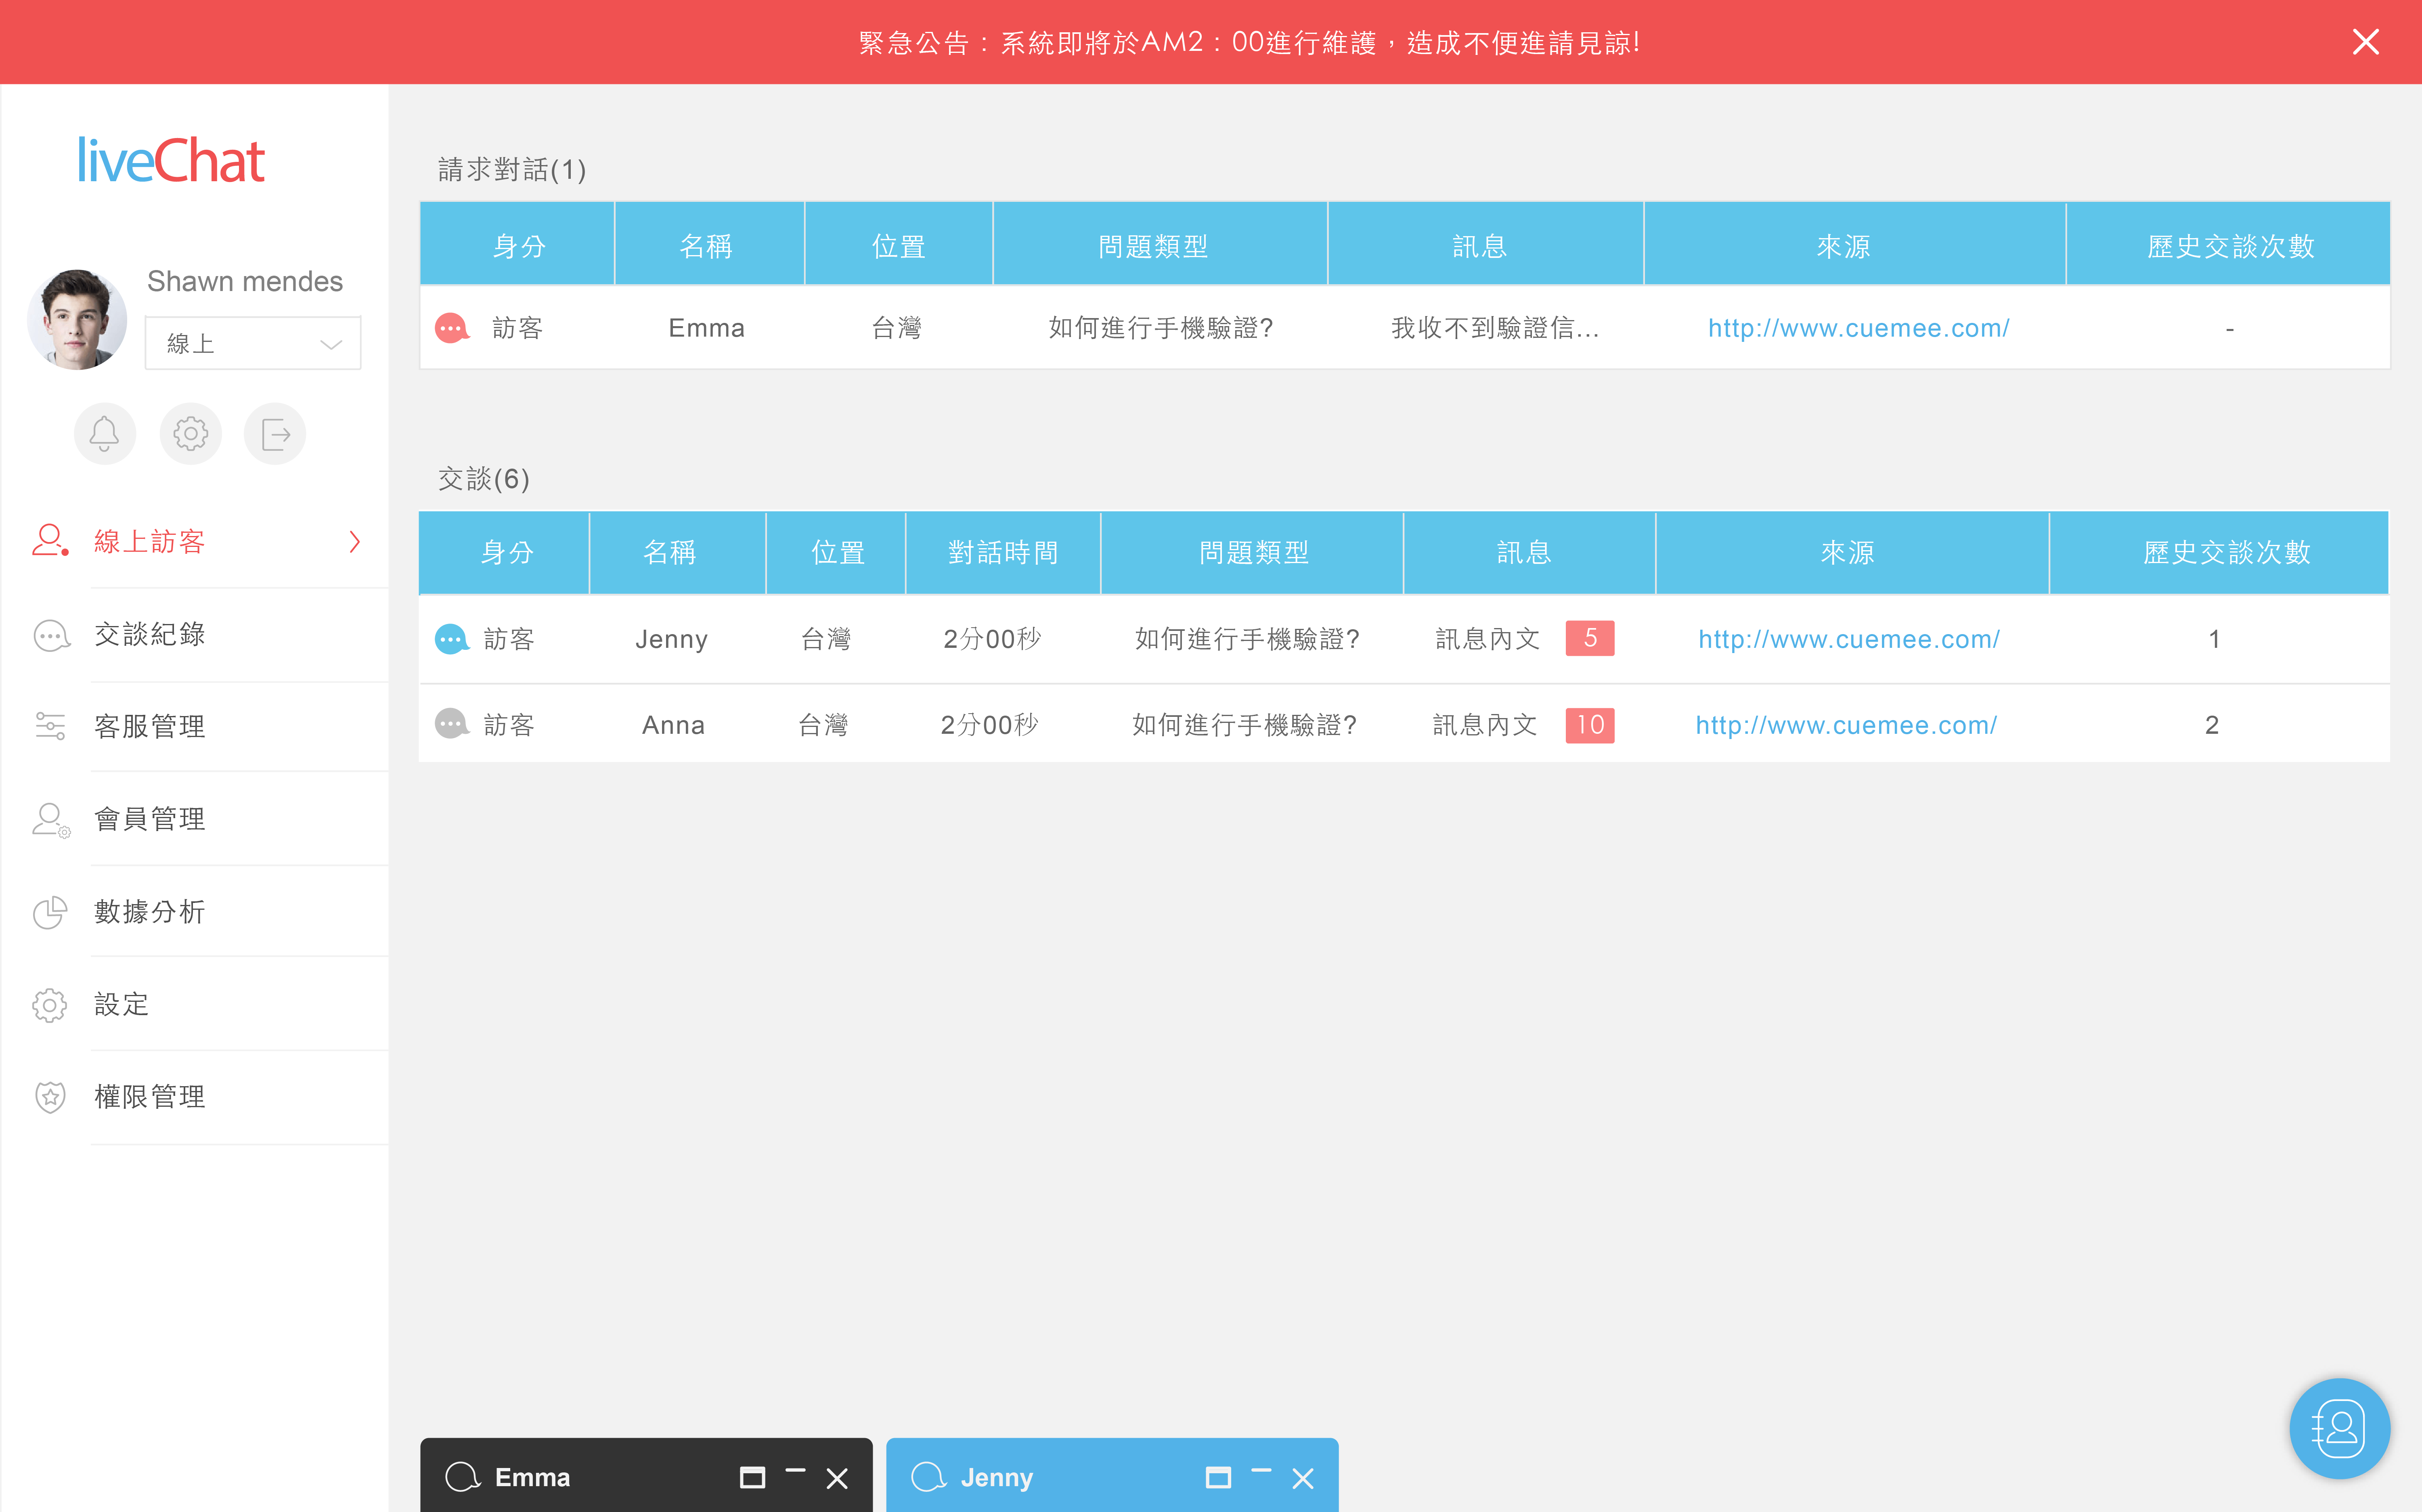 緊急公告：系統即將於AM2：00進行維護，造成不便進請見諒!
liveChat
Shawn mendes
線上
線上訪客
交談紀錄
客服管理
會員管理
數據分析
設定
權限管理
請求對話(1)
身分 名稱 位置 問題類型 訊息 來源 歷史交談次數
訪客 Emma 台灣 如何進行手機驗證? 我收不到驗證信... http://www.cuemee.com/ -
交談(6)
身分 名稱 位置 對話時間 問題類型 訊息 來源 歷史交談次數
訪客 Jenny 台灣 2分00秒 如何進行手機驗證? 訊息內文 5 http://www.cuemee.com/ 1
訪客 Anna 台灣 2分00秒 如何進行手機驗證? 訊息內文 10 http://www.cuemee.com/ 2
Emma
Jenny